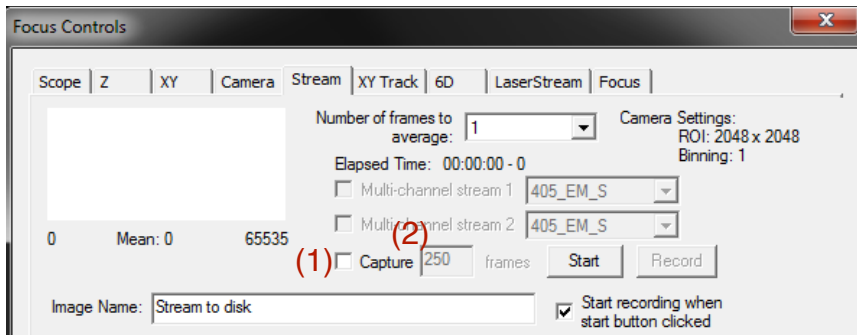 Focus Controls
Scope Z XY Camera Stream XY Track 6D LaserStream Focus
Number of frames to average: 1
Camera Settings:
ROI: 2048 x 2048
Binning: 1
Elapsed Time: 00:00:00 - 0
Multi-channel stream 1 405_EM_S
Multi-channel stream 2 405_EM_S
0 Mean: 0 65535
(2)
(1) Capture 250 frames Start Record
Image Name: Stream to disk
Start recording when
start button clicked